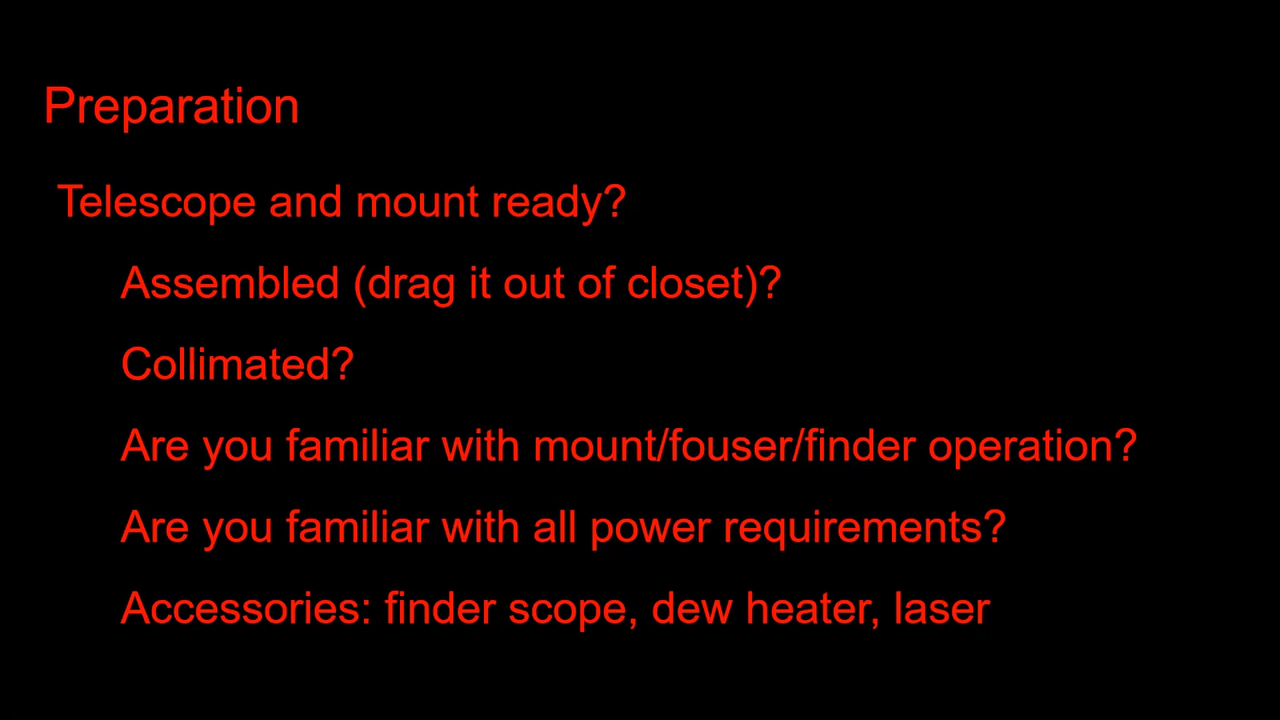 Preparation
Telescope and mount ready?
Assembled (drag it out of closet)?
Collimated?
Are you familiar with mount/fouser/finder operation?
Are you familiar with all power requirements?
Accessories: finder scope, dew heater, laser